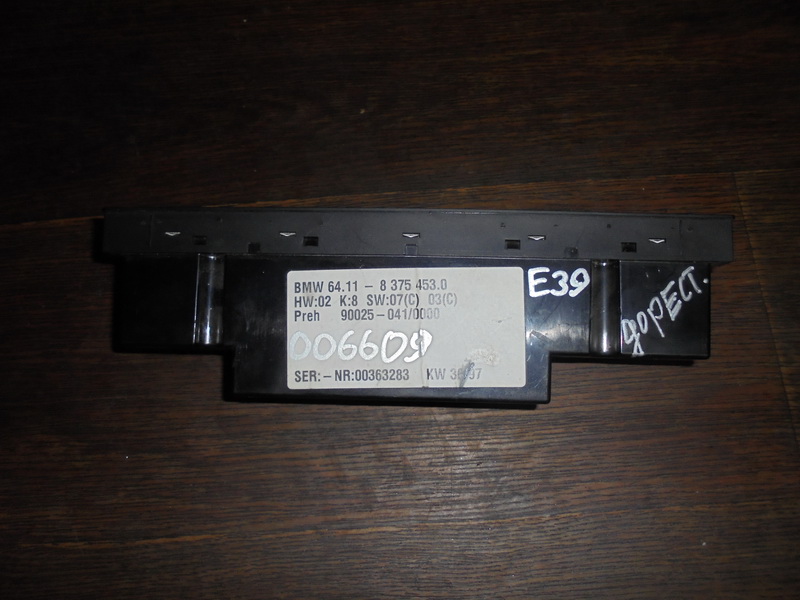 BMW 64.11 – 8 375 453.0
HW:02 K:8 SW:07(C) 03(C)
Preh 90025-041/0000
006609
SER:– NR:00363283 KW
E39
дорЕСТ.